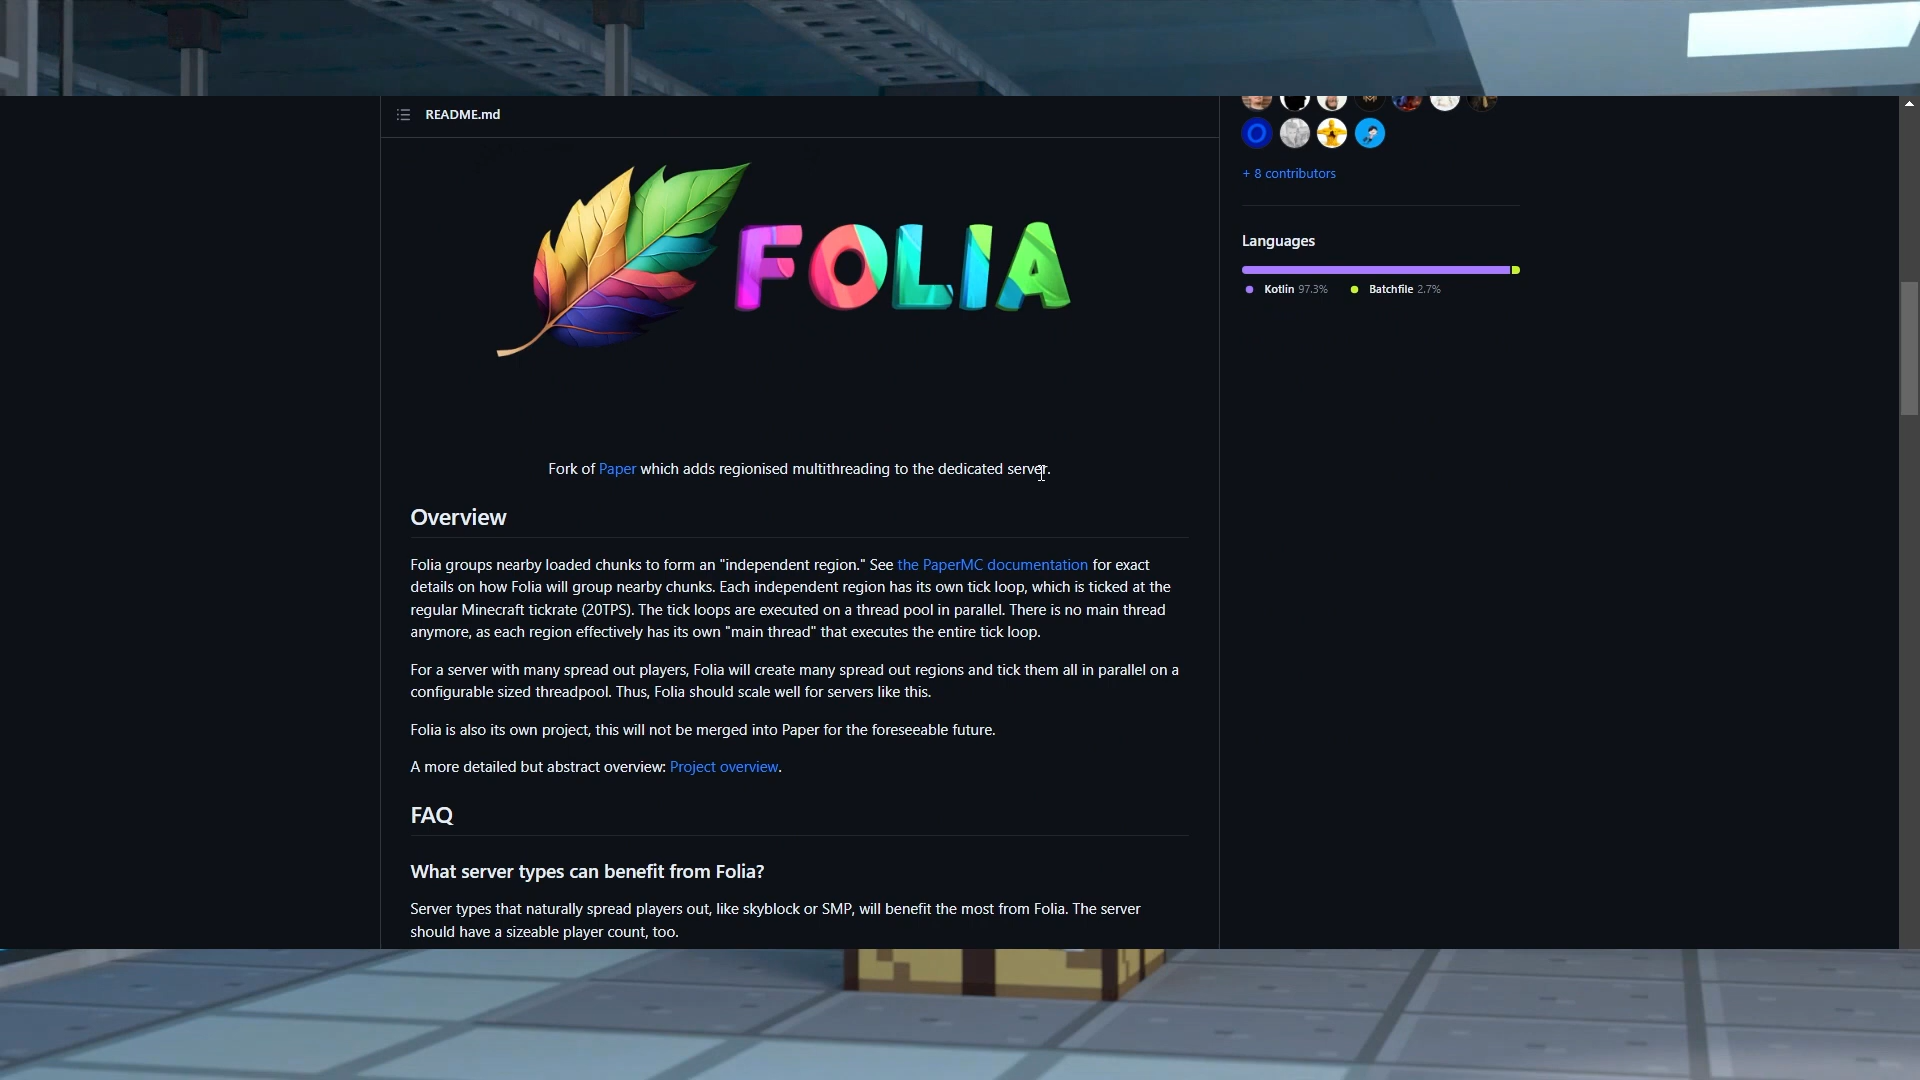 README.md
FOLIA
Fork of Paper which adds regionised multithreading to the dedicated server.
Overview
Folia groups nearby loaded chunks to form an "independent region." See the PaperMC documentation for exact
details on how Folia will group nearby chunks. Each independent region has its own tick loop, which is ticked at the
regular Minecraft tickrate (20TPS). The tick loops are executed on a thread pool in parallel. There is no main thread
anymore, as each region effectively has its own "main thread" that executes the entire tick loop.
For a server with many spread out players, Folia will create many spread out regions and tick them all in parallel on a
configurable sized threadpool. Thus, Folia should scale well for servers like this.
Folia is also its own project, this will not be merged into Paper for the foreseeable future.
A more detailed but abstract overview: Project overview.
FAQ
What server types can benefit from Folia?
Server types that naturally spread players out, like skyblock or SMP, will benefit the most from Folia. The server
should have a sizeable player count, too.
+ 8 contributors
Languages
Kotlin 97.3% Batchfile 2.7%